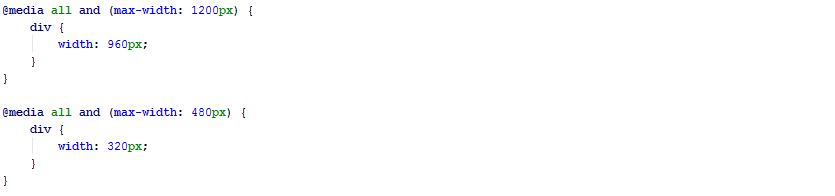 @media all and (max-width: 1200px) {
    div {
        width: 960px;
    }
}

@media all and (max-width: 480px) {
    div {
        width: 320px;
    }
}